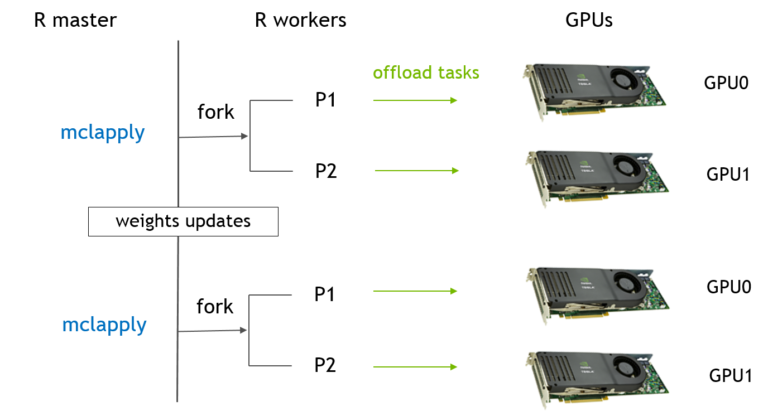 R master
R workers
GPUs
offload tasks
GPU0
P1
fork
mclapply
P2
GPU1
weights updates
GPU0
P1
fork
mclapply
P2
GPU1